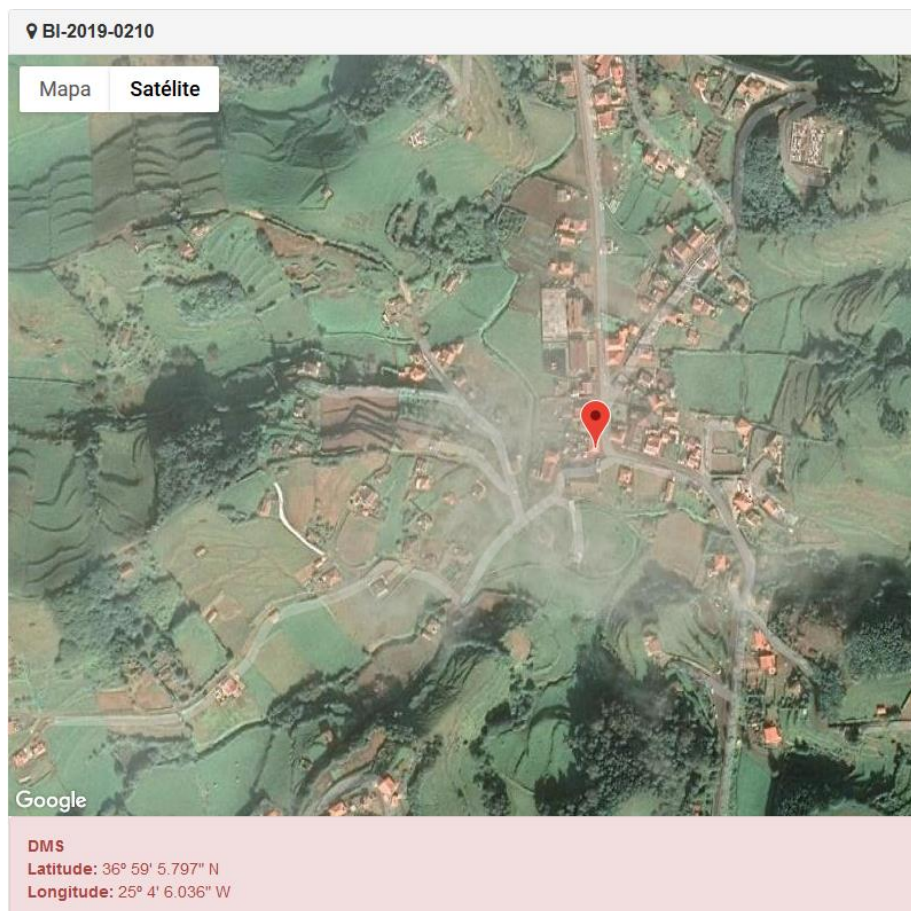 BI-2019-0210
Mapa Satélite
Google
DMS
Latitude: 36º 59' 5.797" N
Longitude: 25º 4' 6.036" W